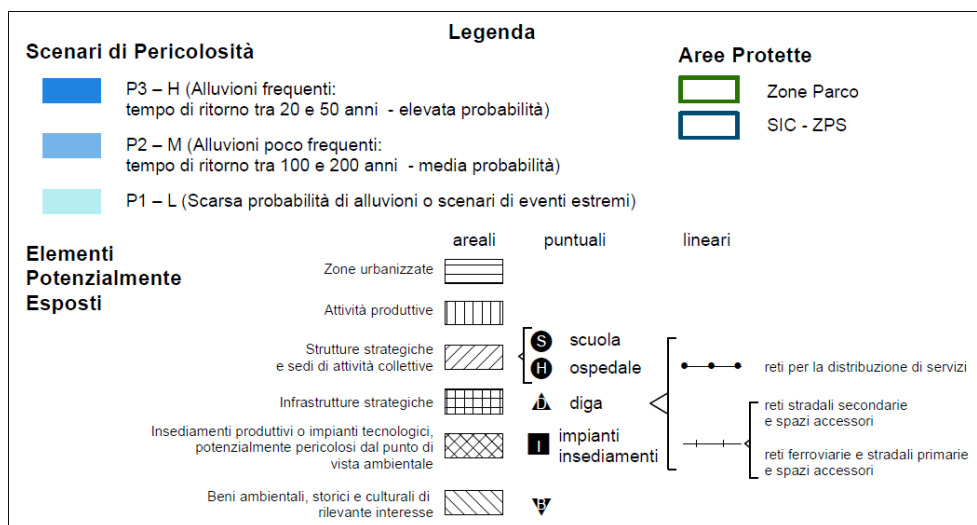 Legenda
Scenari di Pericolosità
P3 – H (Alluvioni frequenti:
tempo di ritorno tra 20 e 50 anni - elevata probabilità)
P2 – M (Alluvioni poco frequenti:
tempo di ritorno tra 100 e 200 anni - media probabilità)
P1 – L (Scarsa probabilità di alluvioni o scenari di eventi estremi)
Aree Protette
Zone Parco
SIC - ZPS
Elementi
Potenzialmente
Esposti
areali puntuali lineari
Zone urbanizzate
Attività produttive
Strutture strategiche
e sedi di attività collettive
S scuola
H ospedale
Infrastrutture strategiche
D diga
Insediamenti produttivi o impianti tecnologici,
potenzialmente pericolosi dal punto di
vista ambientale
I impianti
insediamenti
Beni ambientali, storici e culturali di
rilevante interesse
B
reti per la distribuzione di servizi
reti stradali secondarie
e spazi accessori
reti ferroviarie e stradali primarie
e spazi accessori